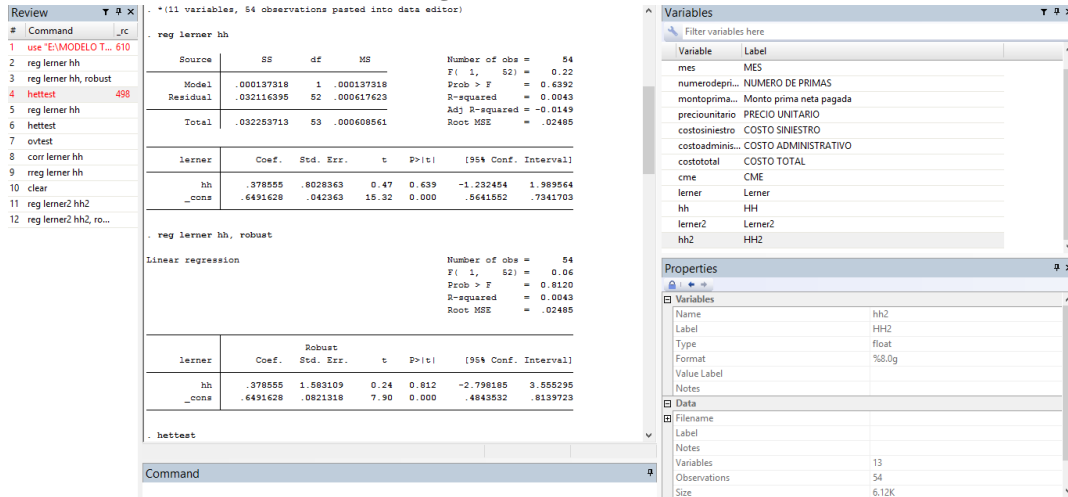 Review
# Command _rc
1 use "E:\MODELO T... 610
2 reg lerner hh
3 reg lerner hh, robust
4 hettest 498
5 reg lerner hh
6 hettest
7 ovtest
8 corr lerner hh
9 rreg lerner hh
10 clear
11 reg lerner2 hh2
12 reg lerner2 hh2, ro...
. *(11 variables, 54 observations pasted into data editor)
. reg lerner hh
Source SS df MS Number of obs = 54
F( 1, 52) = 0.22
Model .000137318 1 .000137318 Prob > F = 0.6392
Residual .032116395 52 .000617623 R-squared = 0.0043
Adj R-squared = -0.0149
Total .032253713 53 .000608561 Root MSE = .02485
lerner Coef. Std. Err. t P>|t| [95% Conf. Interval]
hh .378555 .8028363 0.47 0.639 -1.232454 1.989564
_cons .6491628 .042363 15.32 0.000 .5641552 .7341703
. reg lerner hh, robust
Linear regression Number of obs = 54
F( 1, 52) = 0.06
Prob > F = 0.8120
R-squared = 0.0043
Root MSE = .02485
Robust
lerner Coef. Std. Err. t P>|t| [95% Conf. Interval]
hh .378555 1.583109 0.24 0.812 -2.798185 3.555295
_cons .6491628 .0821318 7.90 0.000 .4843532 .8139723
. hettest
Command
Variables
Filter variables here
Variable Label
mes MES
numerodepri... NUMERO DE PRIMAS
montoprima... Monto prima neta pagada
preciounitario PRECIO UNITARIO
costosiniestro COSTO SINIESTRO
costoadminis... COSTO ADMINISTRATIVO
costototal COSTO TOTAL
cme CME
lerner Lerner
hh HH
lerner2 Lerner2
hh2 HH2
Properties
Variables
Name hh2
Label HH2
Type float
Format %8.0g
Value Label
Notes
Data
Filename
Label
Notes
Variables 13
Observations 54
Size 6.12K